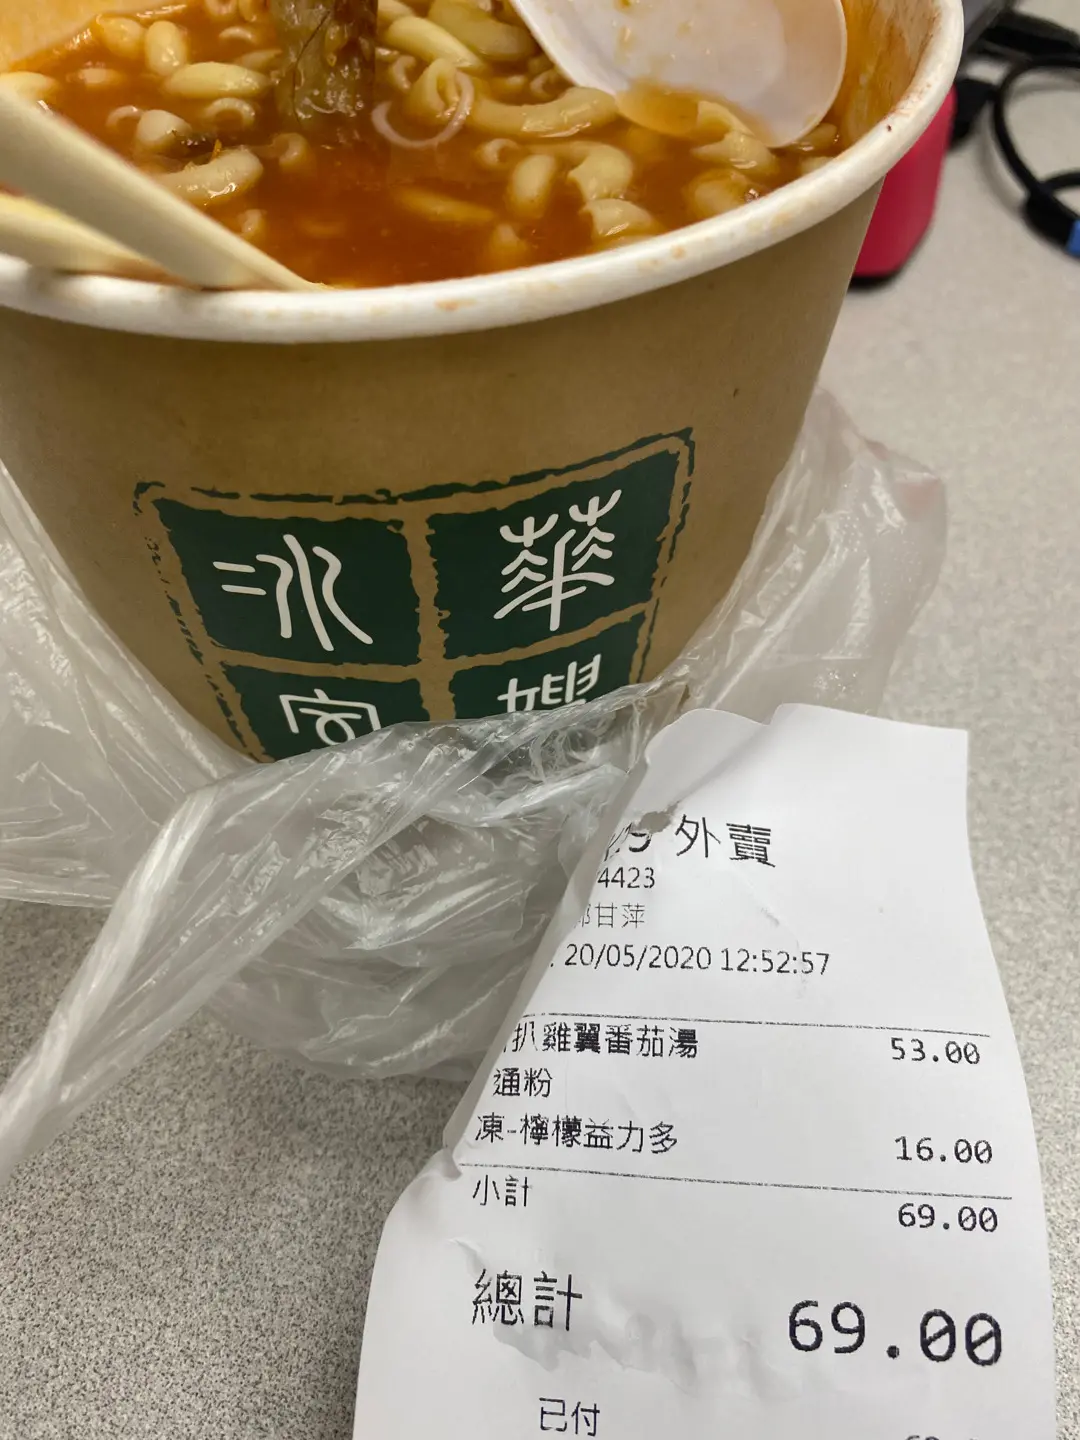 華嫂
冰室
外賣
4423
甘萍
20/05/2020 12:52:57
扒雞翼番茄湯 53.00
通粉
凍-檸檬益力多 16.00
小計 69.00
總計 69.00
已付